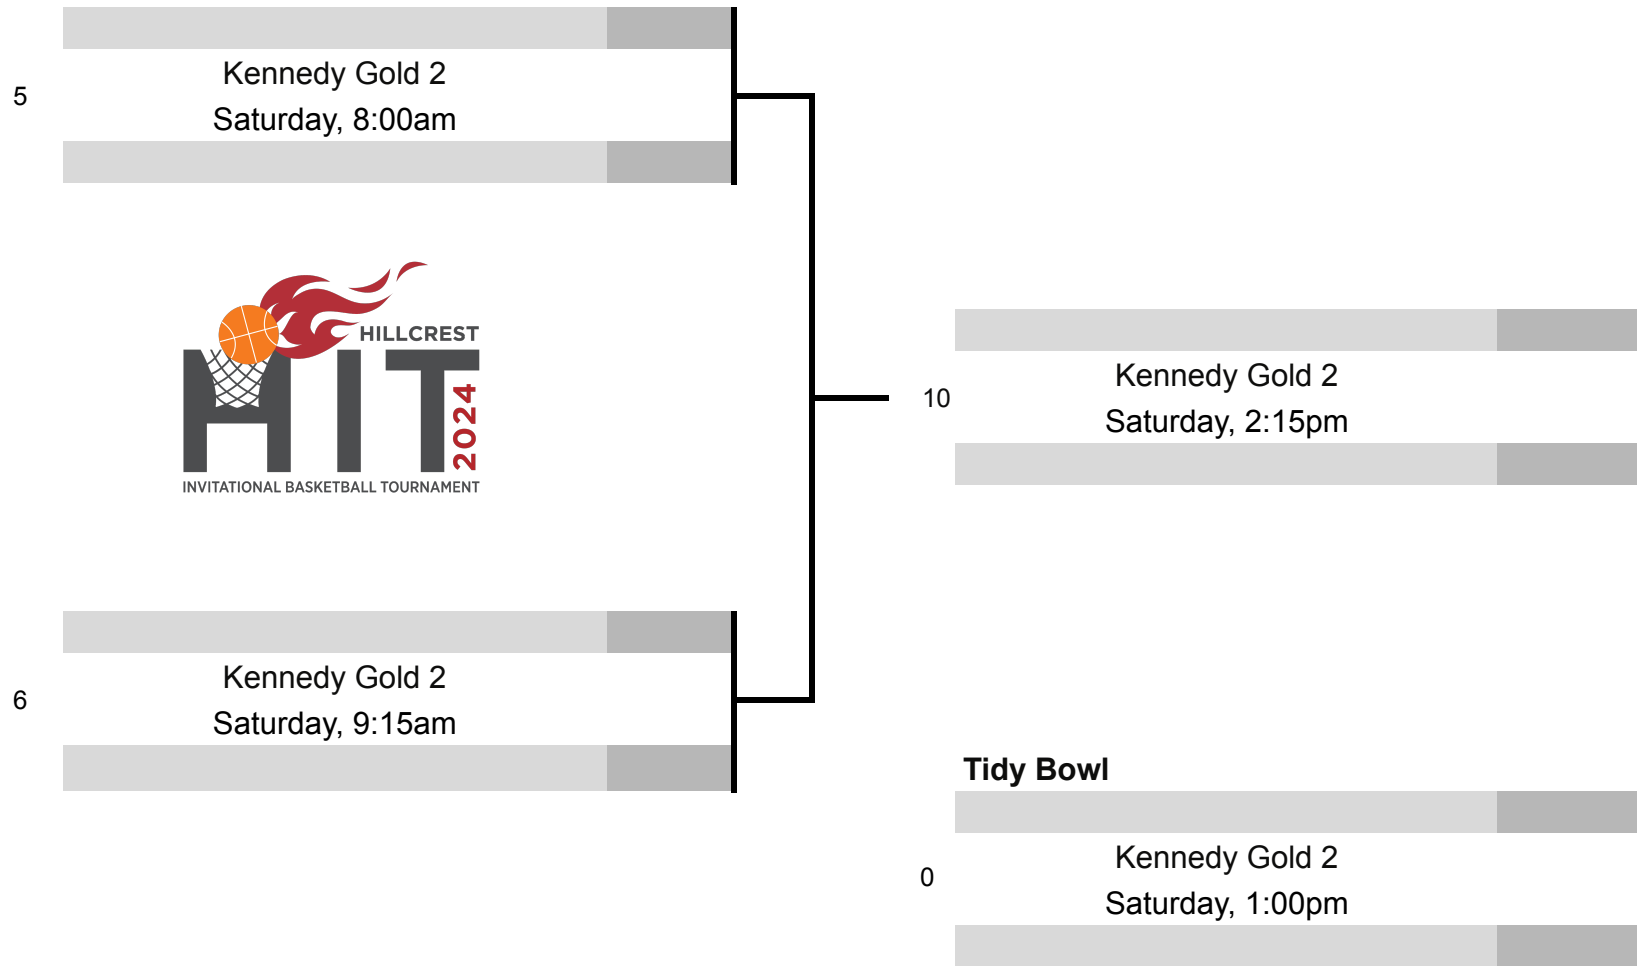 Kennedy Gold 2
5
Saturday, 8:00am
HILLCREST
HIT
2024
INVITATIONAL BASKETBALL TOURNAMENT
Kennedy Gold 2
10
Saturday, 2:15pm
Kennedy Gold 2
6
Saturday, 9:15am
Tidy Bowl
Kennedy Gold 2
0
Saturday, 1:00pm